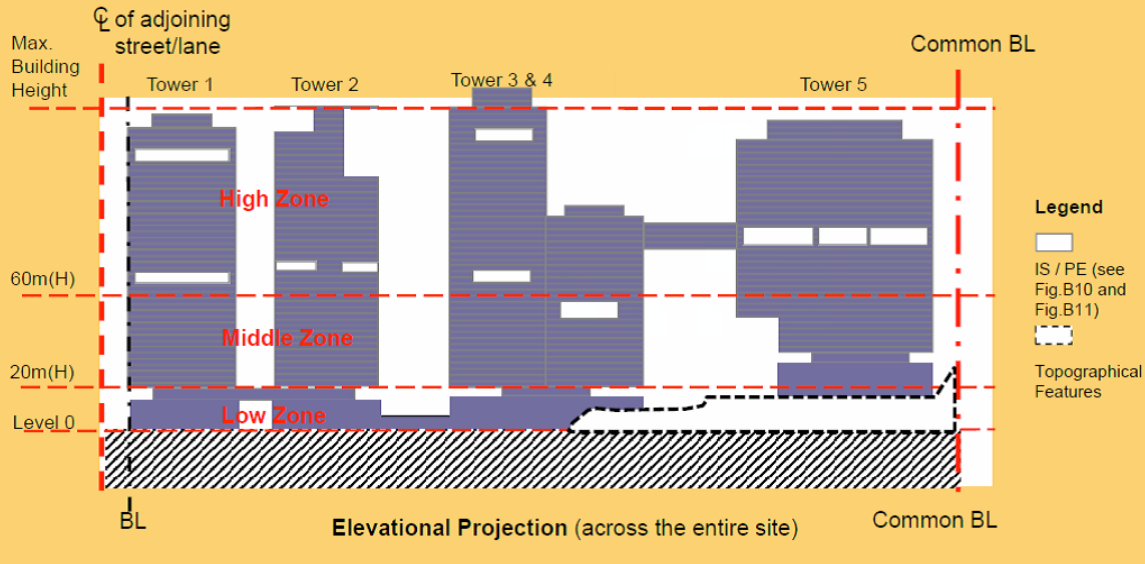 ℄ of adjoining
street/lane
Max.
Building
Height
Common BL
Tower 1
Tower 2
Tower 3 & 4
Tower 5
High Zone
Legend
IS / PE (see
Fig.B10 and
Fig.B11)
60m(H)
Middle Zone
20m(H)
Topographical
Features
Low Zone
Level 0
BL
Elevational Projection (across the entire site)
Common BL